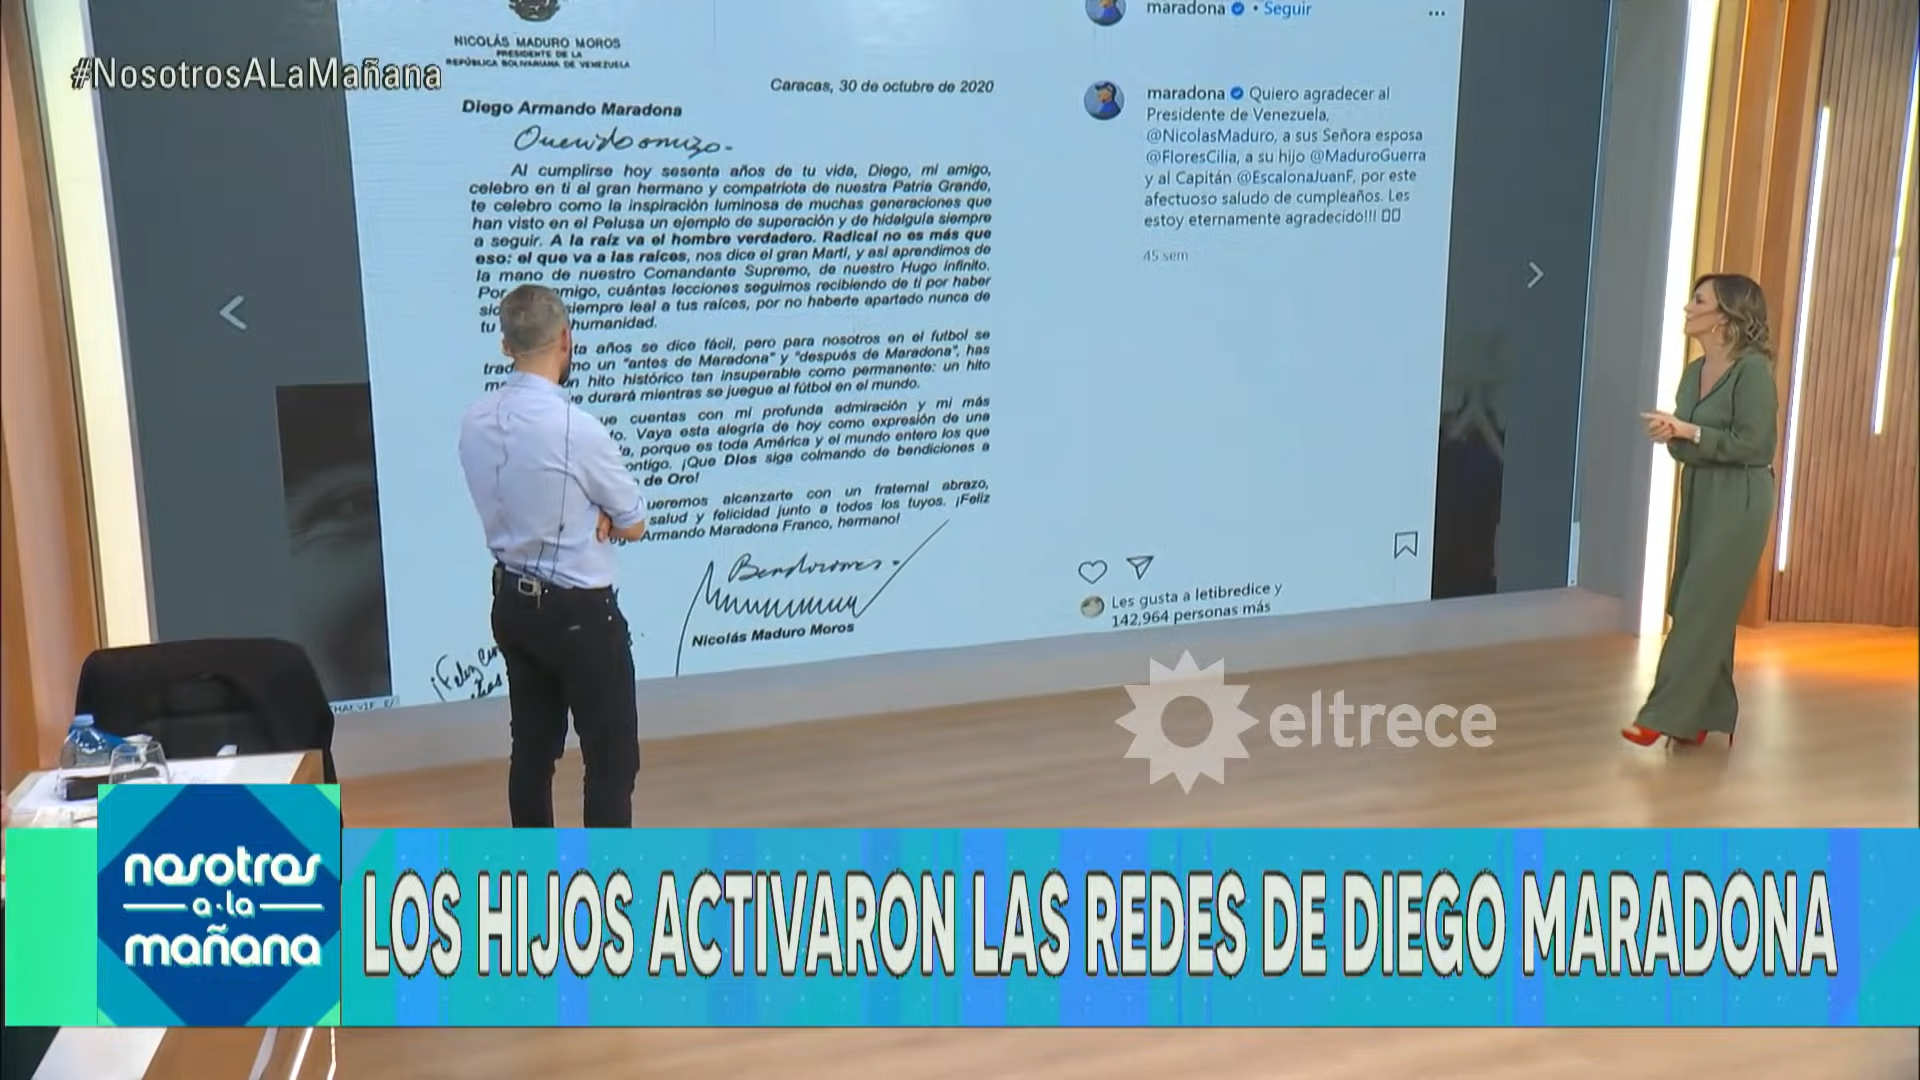 #NosotrosALaMañana
NICOLÁS MADURO MOROS
PRESIDENTE DE LA
REPÚBLICA BOLIVARIANA DE VENEZUELA
Caracas, 30 de octubre de 2020
Diego Armando Maradona
Querido amigo-
Al cumplirse hoy sesenta años de tu vida, Diego, mi amigo,
celebro en ti al gran hermano y compatriota de nuestra Patria Grande,
te celebro como la inspiración luminosa de muchas generaciones que
han visto en el Pelusa un ejemplo de superación y de hidalguía siempre
a seguir. A la raíz va el hombre verdadero. Radical no es más que
eso: el que va a las raíces, nos dice el gran Martí, y así aprendimos de
la mano de nuestro Comandante Supremo, de nuestro Hugo infinito.
Por amigo, cuántas lecciones seguimos recibiendo de ti por haber
siempre leal a tus raíces, por no haberte apartado nunca de
tu humanidad.
años se dice fácil, pero para nosotros en el futbol se
un "antes de Maradona" y "después de Maradona", has
hito histórico tan insuperable como permanente: un hito
durará mientras se juegue al fútbol en el mundo.
cuentas con mi profunda admiración y mi más
Vaya esta alegría de hoy como expresión de una
porque es toda América y el mundo entero los que
¡Que Dios siga colmando de bendiciones a
de Oro!
alcanzarte con un fraternal abrazo,
salud y felicidad junto a todos los tuyos. ¡Feliz
Armando Maradona Franco, hermano!
Bendiciones-
Nicolás Maduro Moros
¡Feliz
maradona • Seguir
...
maradona Quiero agradecer al
Presidente de Venezuela,
@NicolasMaduro, a sus Señora esposa
@FloresCilia, a su hijo @MaduroGuerra
y al Capitán @EscalonaJuanF, por este
afectuoso saludo de cumpleaños. Les
estoy eternamente agradecido!!!
45 sem
Les gusta a letibredice y
142,964 personas más
eltrece
nosotros
a·la
mañana
LOS HIJOS ACTIVARON LAS REDES DE DIEGO MARADONA